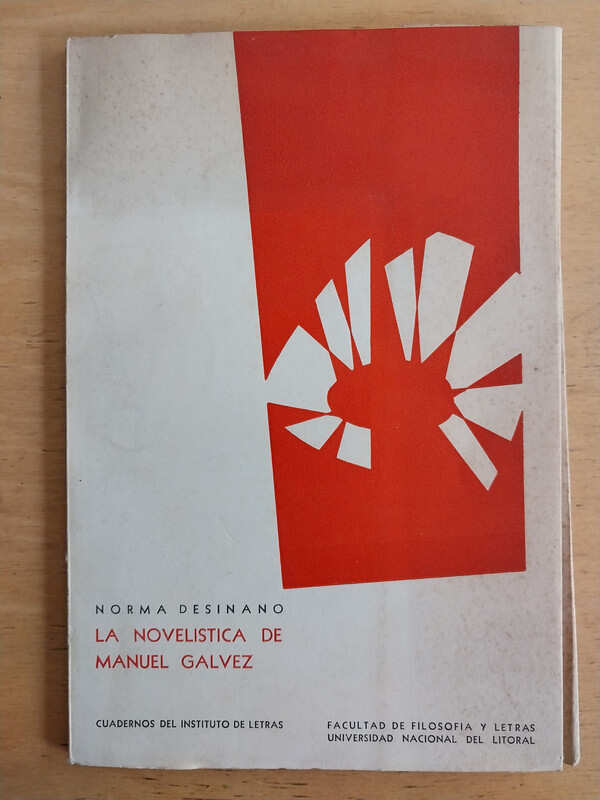 NORMA DESINANO
LA NOVELISTICA DE
MANUEL GALVEZ
CUADERNOS DEL INSTITUTO DE LETRAS
FACULTAD DE FILOSOFIA Y LETRAS
UNIVERSIDAD NACIONAL DEL LITORAL